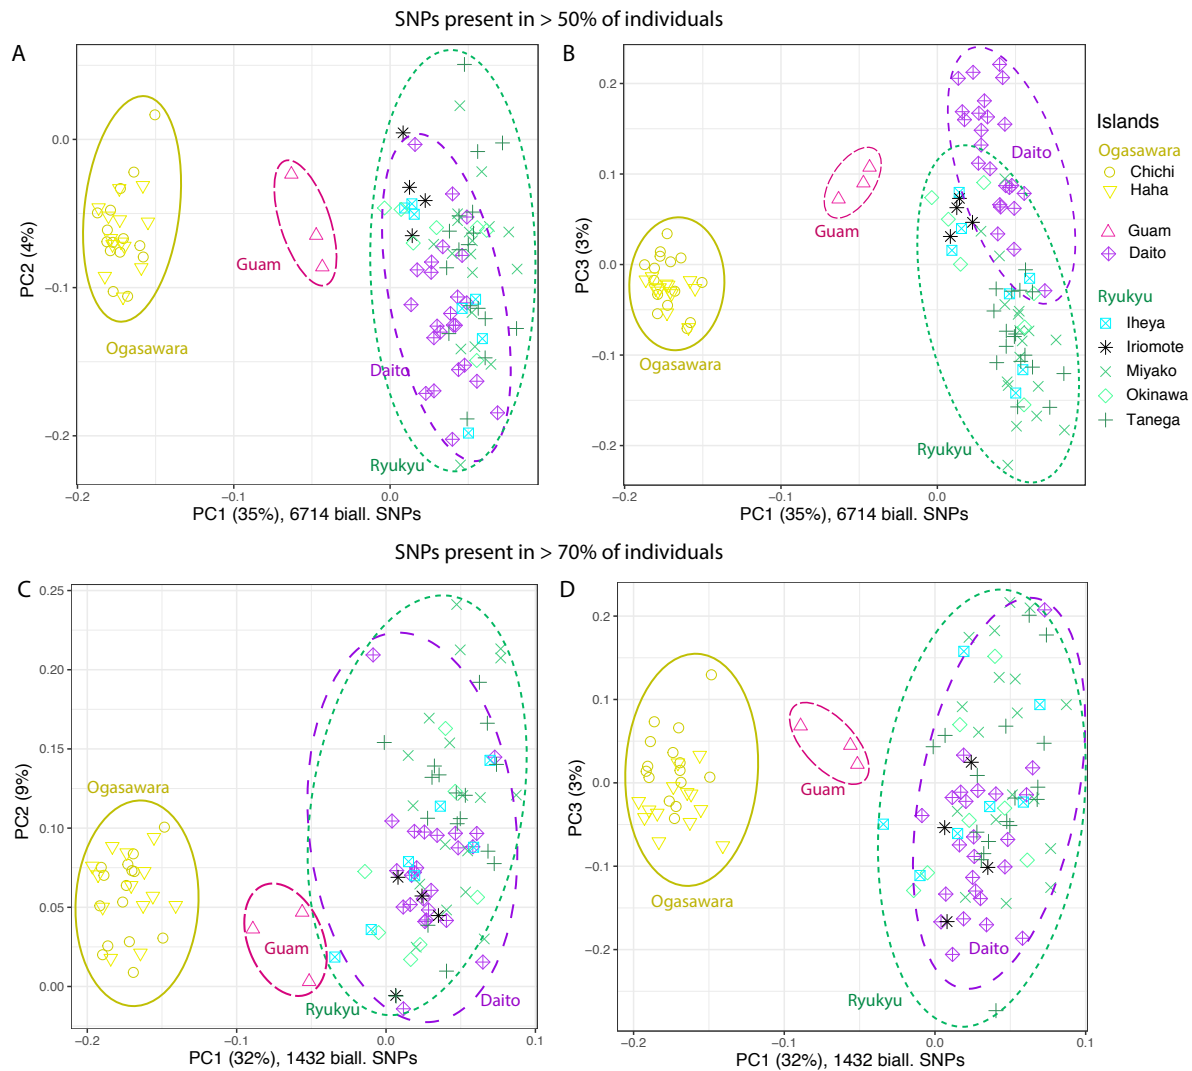 SNPs present in > 50% of individuals
A
0.0
−0.1
−0.2
PC2 (4%)
Ogasawara
Guam
Daito
Ryukyu
−0.2
−0.1
0.0
PC1 (35%), 6714 biall. SNPs
B
0.2
0.1
0.0
−0.1
−0.2
PC3 (3%)
Daito
Guam
Ogasawara
Ryukyu
−0.2
−0.1
0.0
PC1 (35%), 6714 biall. SNPs
Islands
Ogasawara
Chichi
Haha
Guam
Daito
Ryukyu
Iheya
Iriomote
Miyako
Okinawa
Tanega
SNPs present in > 70% of individuals
C
0.25
0.20
0.15
0.10
0.05
0.00
PC2 (9%)
Ogasawara
Guam
Ryukyu
Daito
−0.2
−0.1
0.0
0.1
PC1 (32%), 1432 biall. SNPs
D
0.2
0.1
0.0
−0.1
−0.2
PC3 (3%)
Guam
Ogasawara
Daito
Ryukyu
−0.2
−0.1
0.0
0.1
PC1 (32%), 1432 biall. SNPs